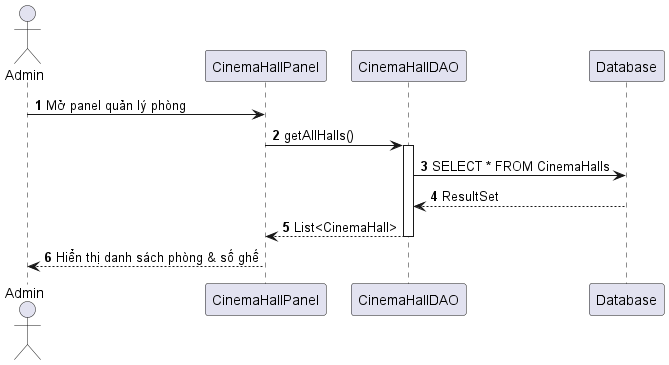 Admin
CinemaHallPanel
CinemaHallDAO
Database
1 Mở panel quản lý phòng
2 getAllHalls()
3 SELECT * FROM CinemaHalls
4 ResultSet
5 List<CinemaHall>
6 Hiển thị danh sách phòng & số ghế
Admin
CinemaHallPanel
CinemaHallDAO
Database